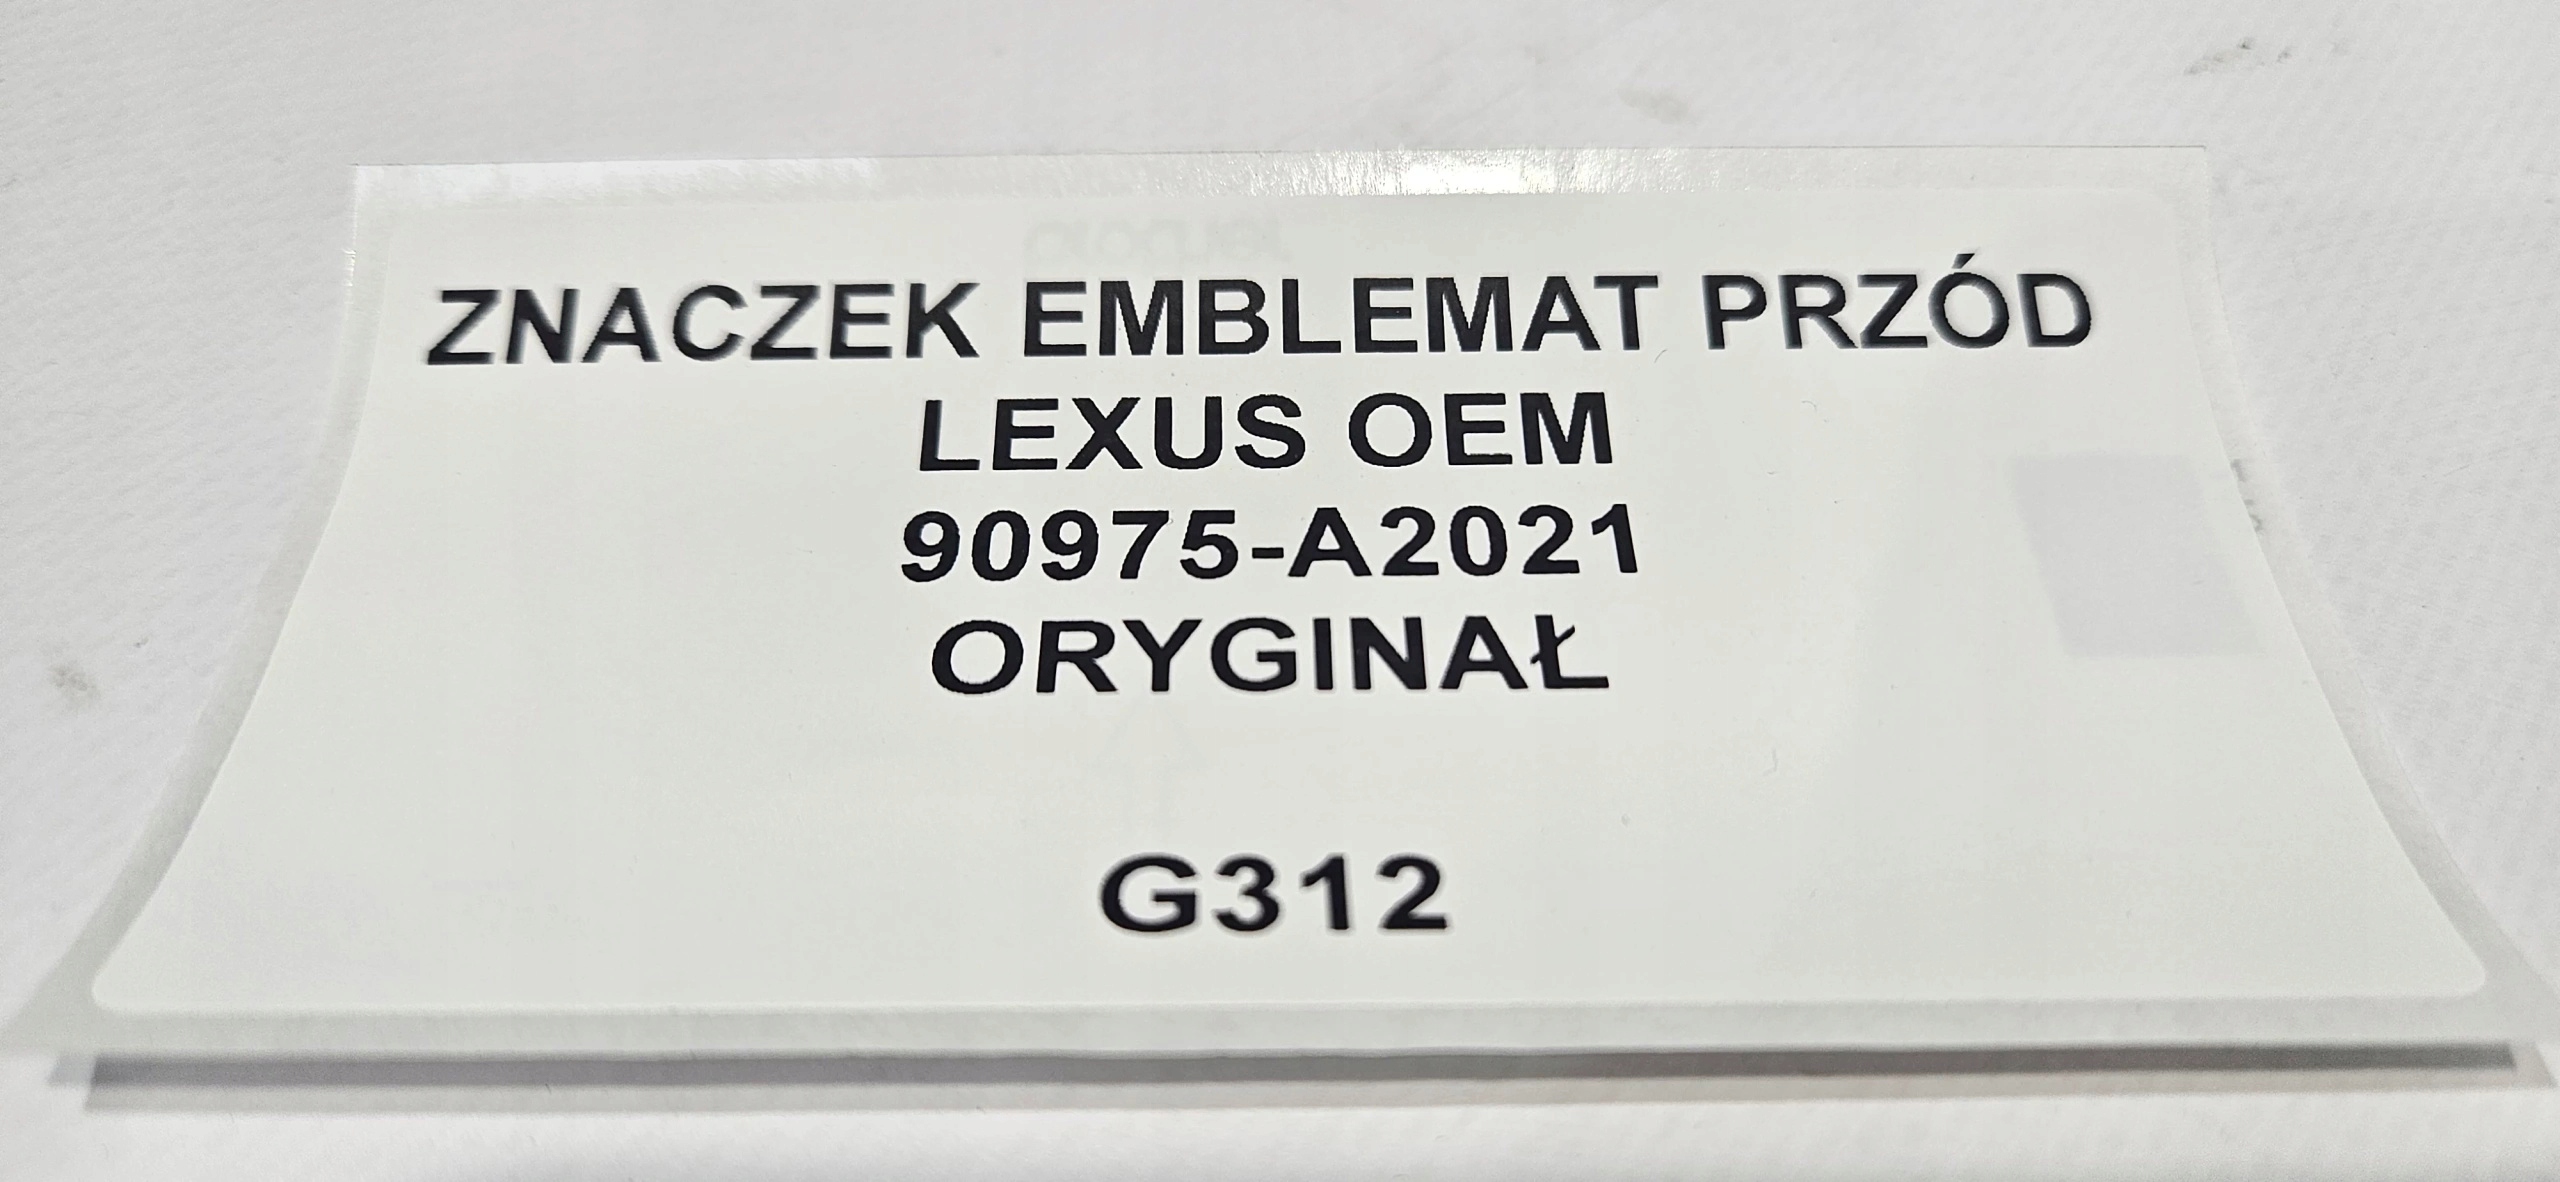 ZNACZEK EMBLEMAT PRZÓD
LEXUS OEM
90975-A2021
ORYGINAŁ
G312